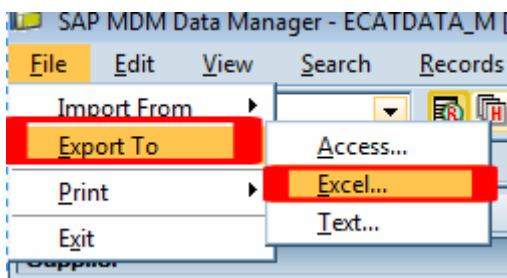 SAP MDM Data Manager - ECATDATA_M [
File Edit View Search Records
Import From
Export To Access...
Print Excel...
Exit Text...
Supplier